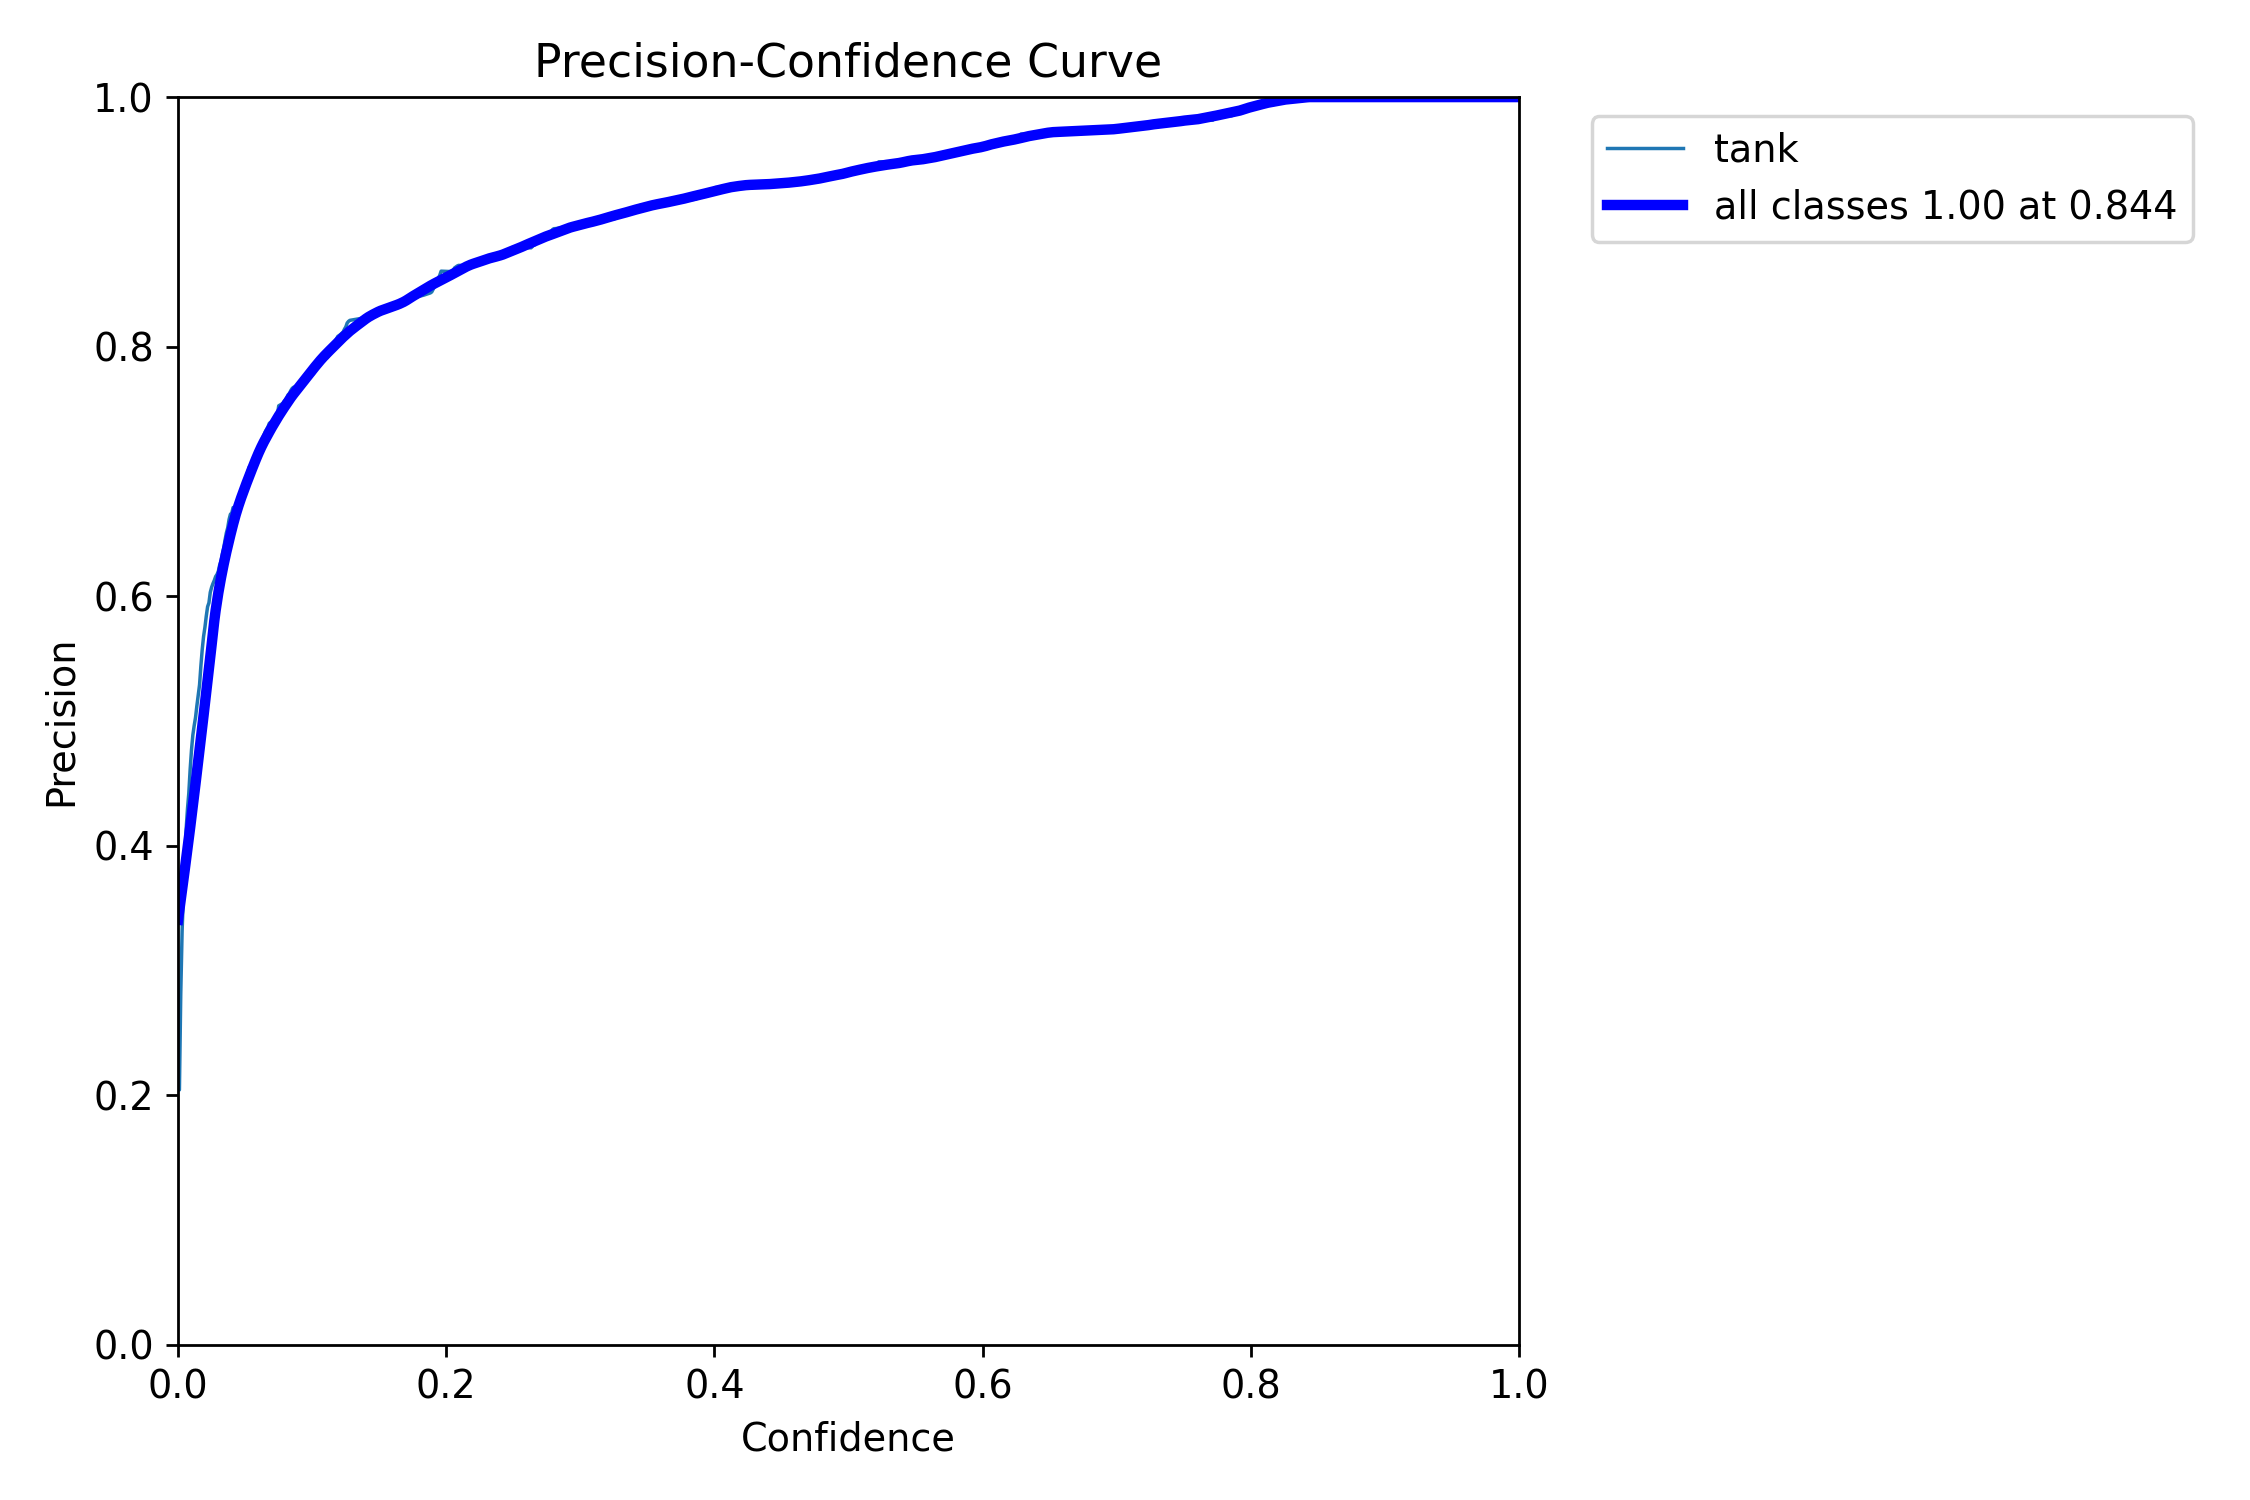 Precision-Confidence Curve
tank
all classes 1.00 at 0.844
Precision
1.0
0.8
0.6
0.4
0.2
0.0
0.0 0.2 0.4 0.6 0.8 1.0
Confidence